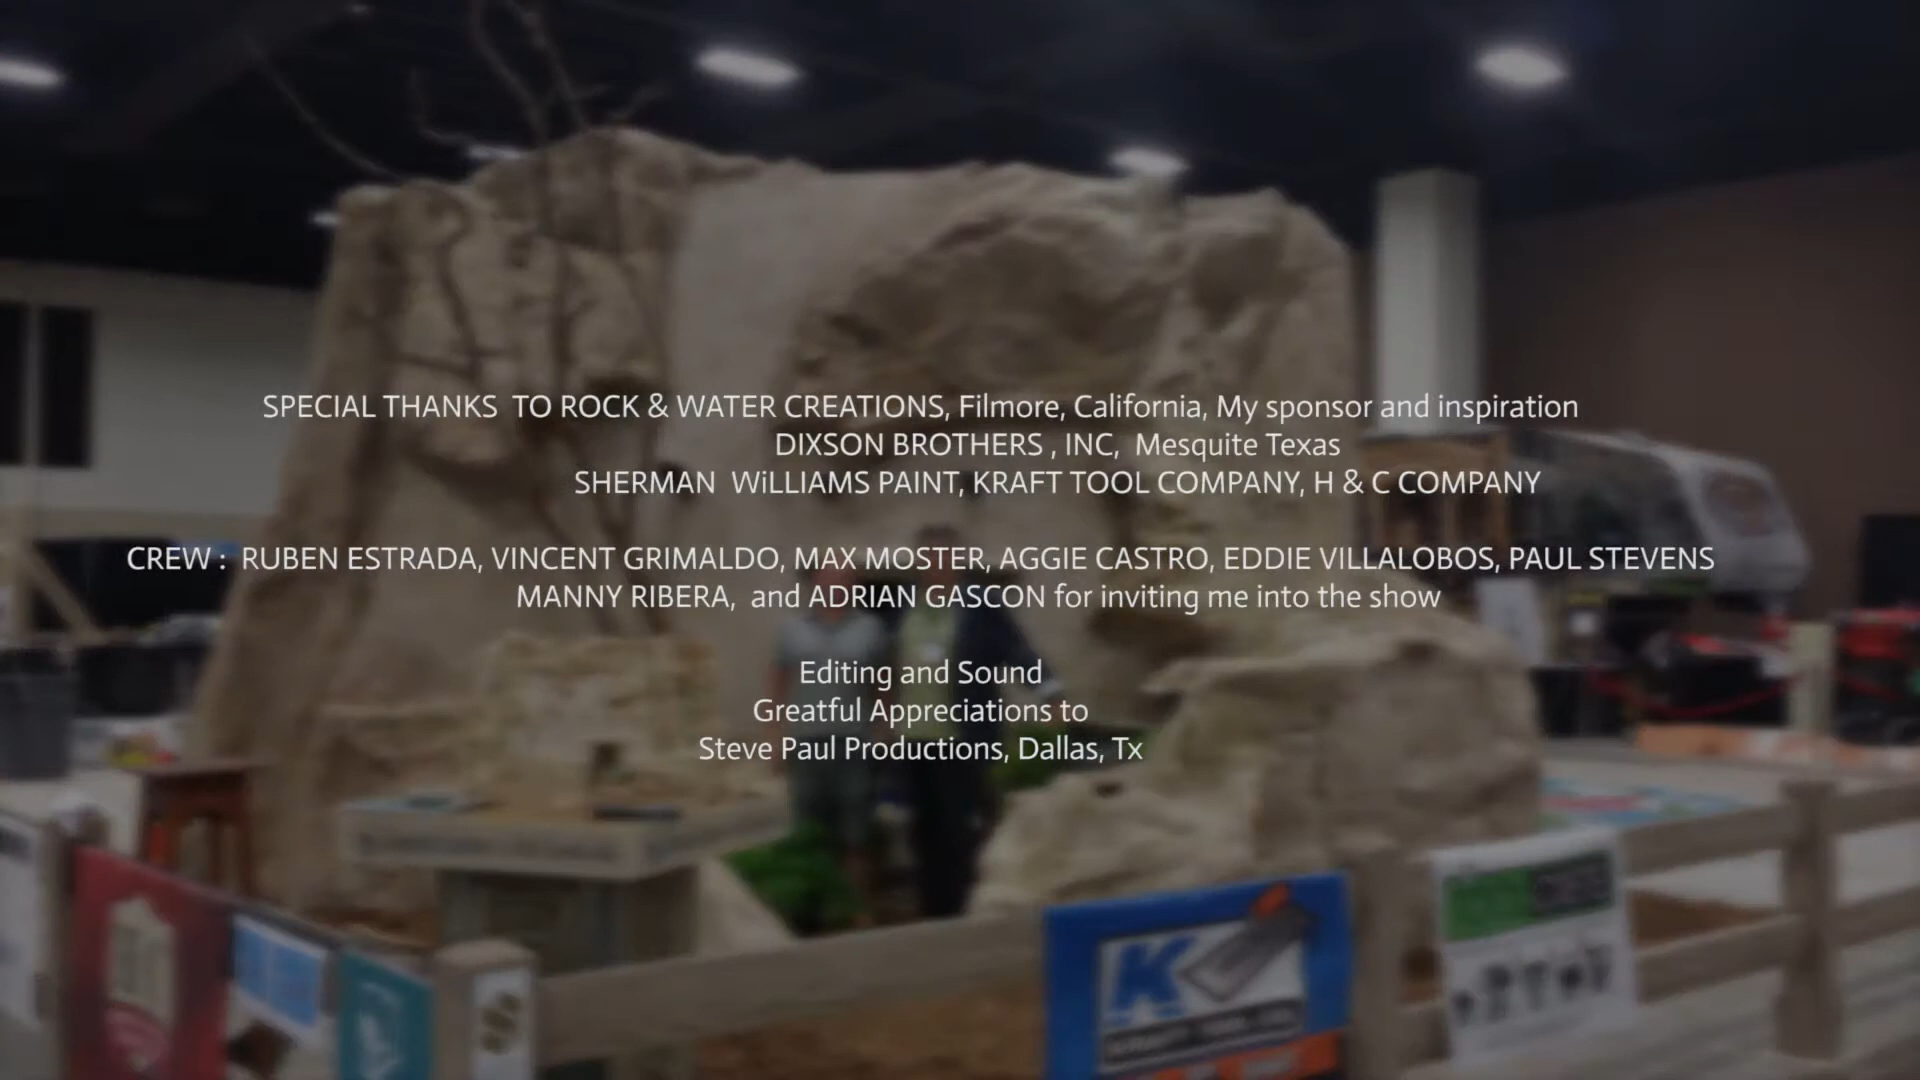 SPECIAL THANKS TO ROCK & WATER CREATIONS, Filmore, California, My sponsor and inspiration
DIXSON BROTHERS , INC, Mesquite Texas
SHERMAN WiLLIAMS PAINT, KRAFT TOOL COMPANY, H & C COMPANY
CREW : RUBEN ESTRADA, VINCENT GRIMALDO, MAX MOSTER, AGGIE CASTRO, EDDIE VILLALOBOS, PAUL STEVENS
MANNY RIBERA, and ADRIAN GASCON for inviting me into the show
Editing and Sound
Greatful Appreciations to
Steve Paul Productions, Dallas, Tx
K